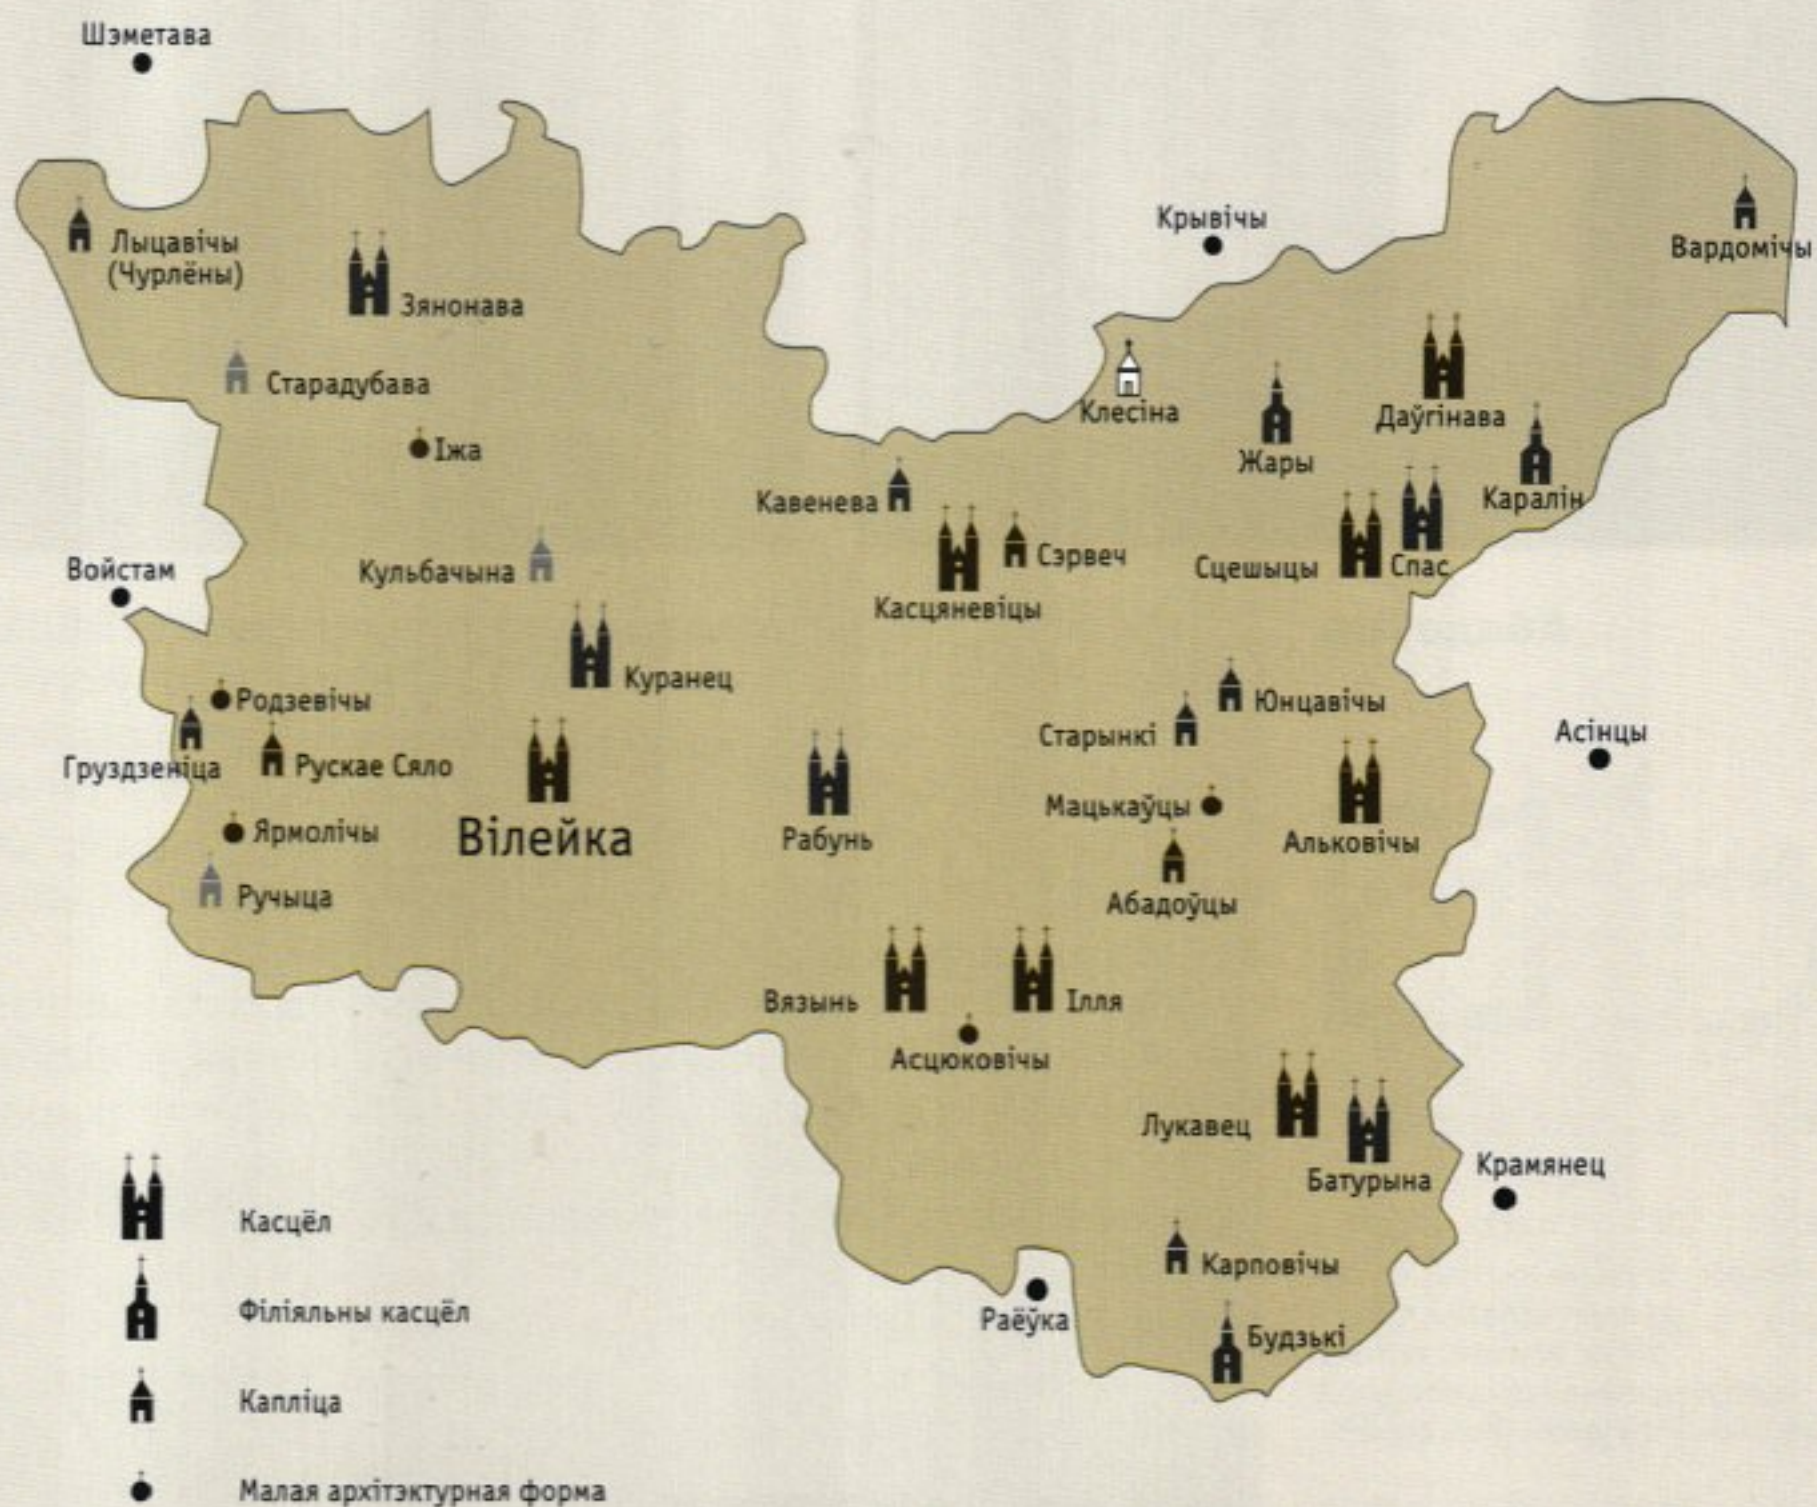 Шэметава
Крывічы
Вардомічы
Лыцавічы
(Чурлёны)
Зянонава
Старадубава
Клесіна
Даўгінава
Іжа
Жары
Каралін
Кавенева
Сэрвеч
Сцешыцы
Спас
Войстам
Кульбачына
Касцяневіцы
Куранец
Родзевічы
Юнцавічы
Старынкі
Асінцы
Груздзеніца
Рускае Сяло
Мацькаўцы
Ярмолічы
Вілейка
Рабунь
Альковічы
Ручыца
Абадоўцы
Вязынь
Ілля
Асцюковічы
Лукавец
Батурына
Крамянец
Карповічы
Раёўка
Будзькі
Касцёл
Філіяльны касцёл
Капліца
Малая архітэктурная форма